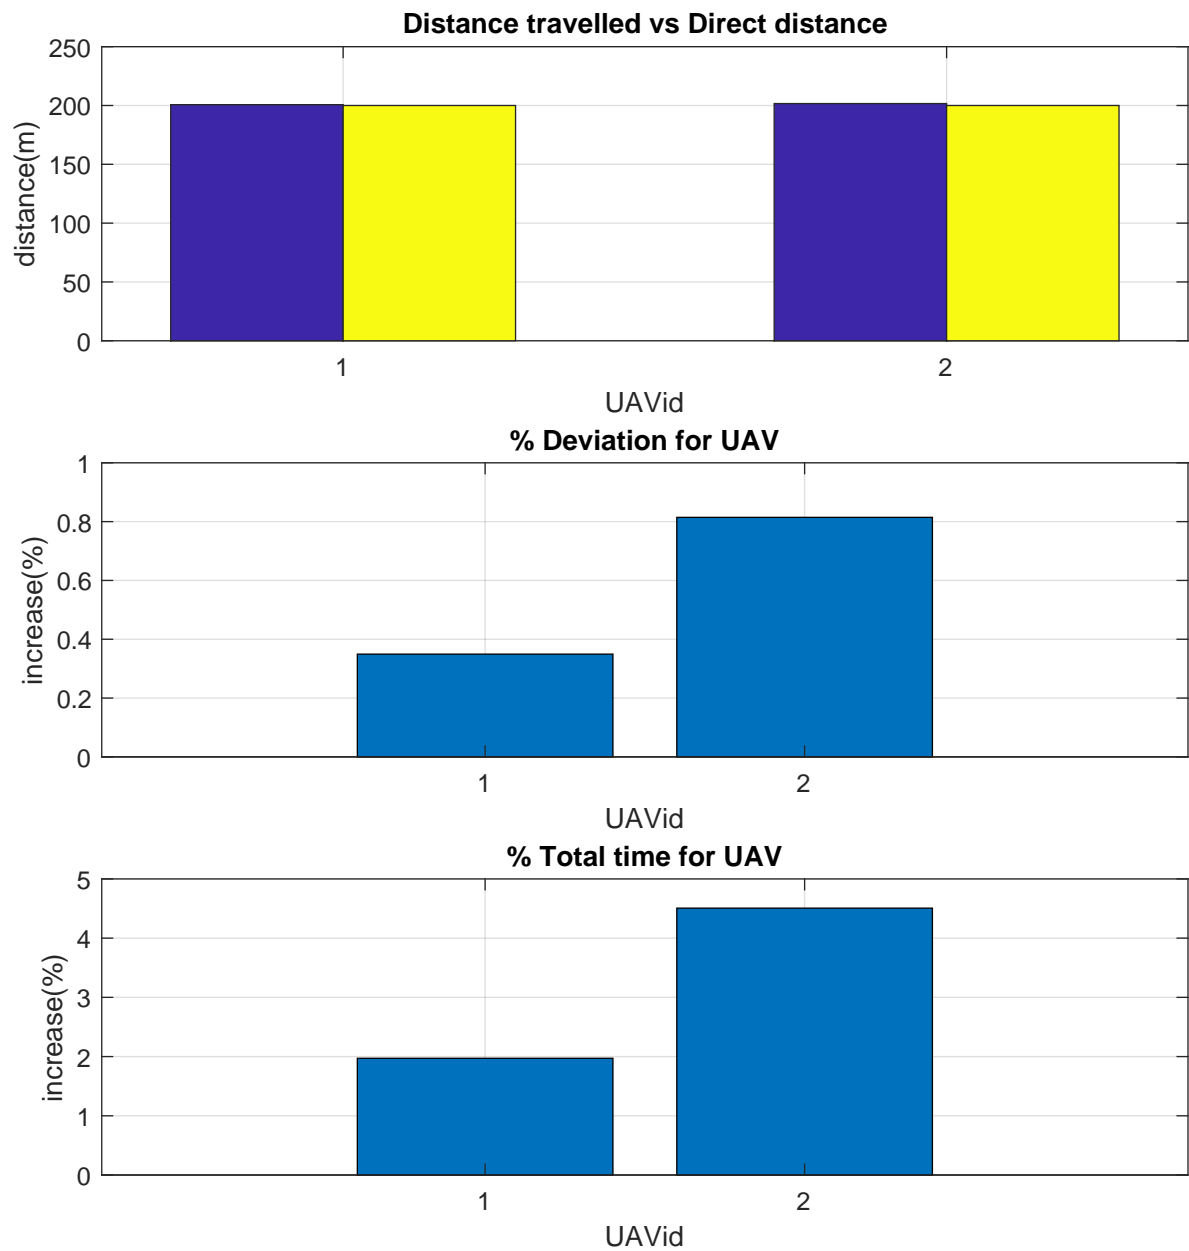 Distance travelled vs Direct distance
250
200
150
100
50
0
distance(m)
1 2
UAVid
% Deviation for UAV
1
0.8
0.6
0.4
0.2
0
increase(%)
1 2
UAVid
% Total time for UAV
5
4
3
2
1
0
increase(%)
1 2
UAVid